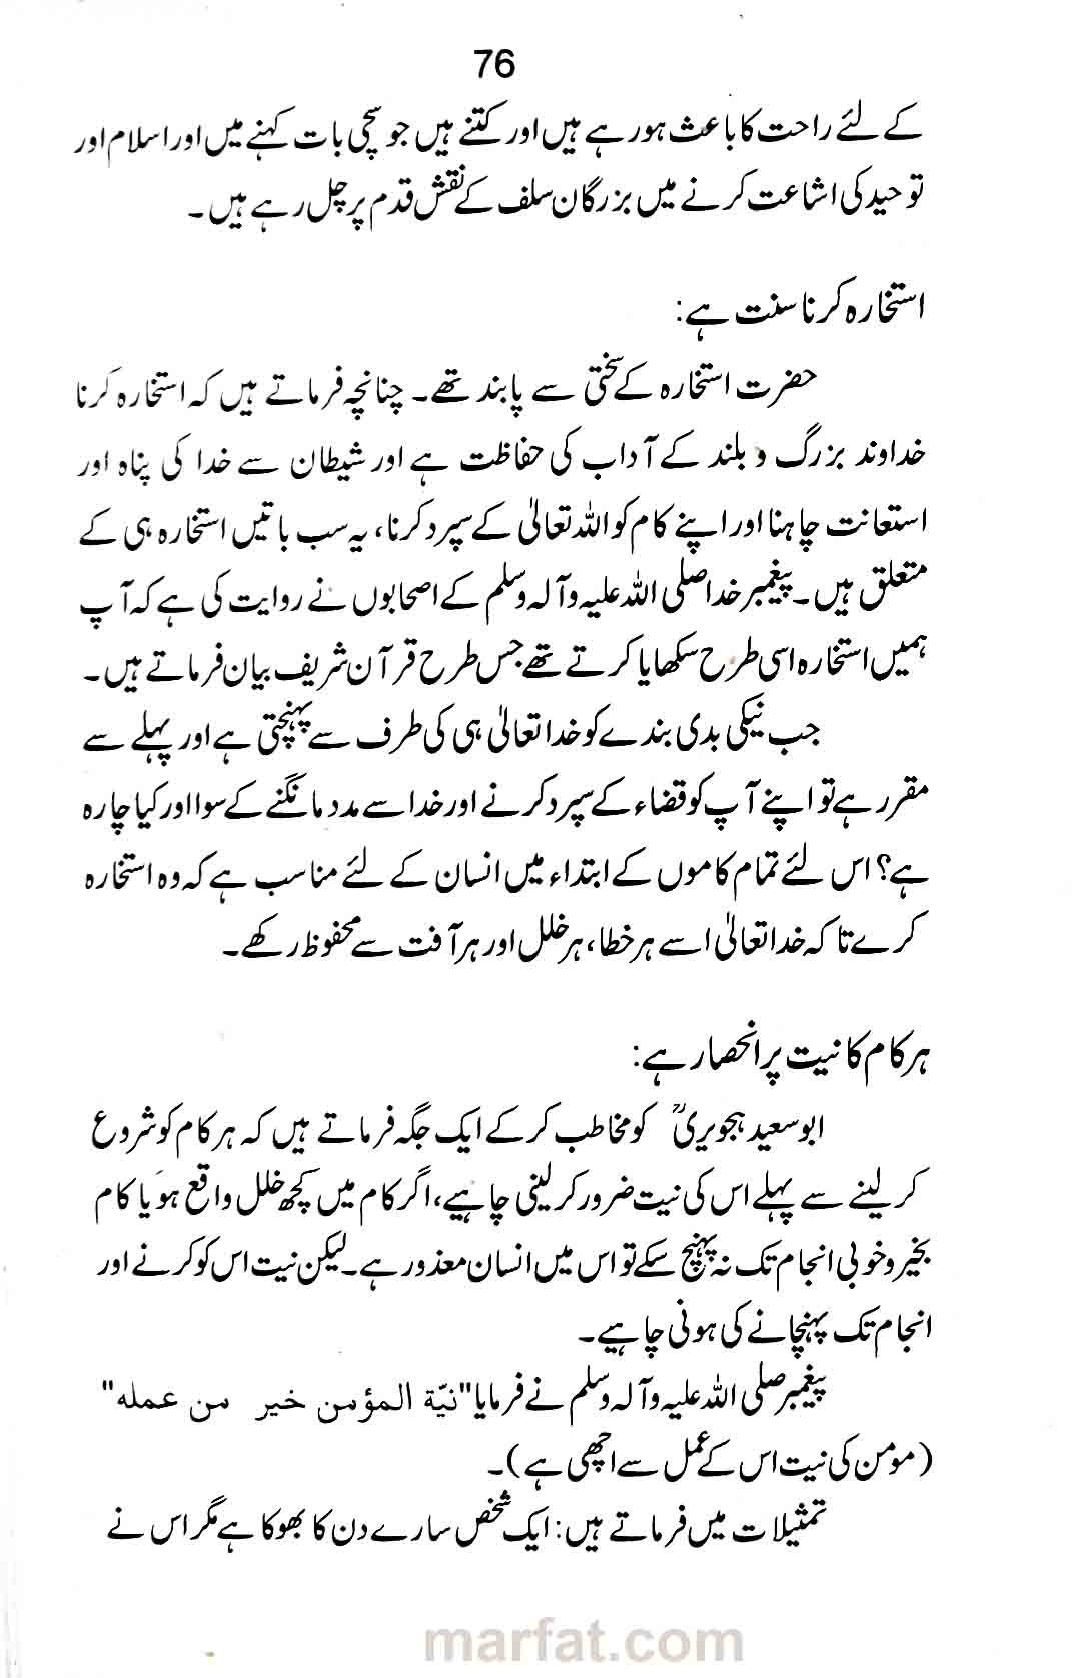 76
کے لئے راحت کا باعث ہو رہے ہیں اور کتنے ہیں جو سچی بات کہنے میں اور اسلام اور
توحید کی اشاعت کرنے میں بزرگان سلف کے نقش قدم پر چل رہے ہیں۔
استخارہ کرنا سنت ہے:
حضرت استخارہ کے سختی سے پابند تھے۔ چنانچہ فرماتے ہیں کہ استخارہ کرنا
خداوند بزرگ و بلند کے آداب کی حفاظت ہے اور شیطان سے خدا کی پناہ اور
استعانت چاہنا اور اپنے کام کو اللہ تعالیٰ کے سپرد کرنا، یہ سب باتیں استخارہ ہی کے
متعلق ہیں۔ پیغمبر خدا صلی اللہ علیہ وآلہ وسلم کے اصحابوں نے روایت کی ہے کہ آپ
ہمیں استخارہ اسی طرح سکھایا کرتے تھے جس طرح قرآن شریف بیان فرماتے ہیں۔
جب نیکی بدی بندے کو خدا تعالیٰ ہی کی طرف سے پہنچتی ہے اور پہلے سے
مقرر ہے تو اپنے آپ کو قضاء کے سپرد کرنے اور خدا سے مدد مانگنے کے سوا اور کیا چارہ
ہے؟ اس لئے تمام کاموں کے ابتداء میں انسان کے لئے مناسب ہے کہ وہ استخارہ
کرے تا کہ خدا تعالیٰ اسے ہر خطا، ہر خلل اور ہر آفت سے محفوظ رکھے۔
ہر کام کا نیت پر انحصار ہے:
ابو سعید ہجویریؒ کو مخاطب کر کے ایک جگہ فرماتے ہیں کہ ہر کام کو شروع
کر لینے سے پہلے اس کی نیت ضرور کر لینی چاہیے، اگر کام میں کچھ خلل واقع ہو یا کام
بخیر و خوبی انجام تک نہ پہنچ سکے تو اس میں انسان معذور ہے۔ لیکن نیت اس کو کرنے اور
انجام تک پہنچانے کی ہونی چاہیے۔
پیغمبر صلی اللہ علیہ وآلہ وسلم نے فرمایا "نیّة المؤمن خير من عمله"
(مومن کی نیت اس کے عمل سے اچھی ہے)۔
تمثیلات میں فرماتے ہیں: ایک شخص سارے دن کا بھوکا ہے مگر اس نے
marfat.com